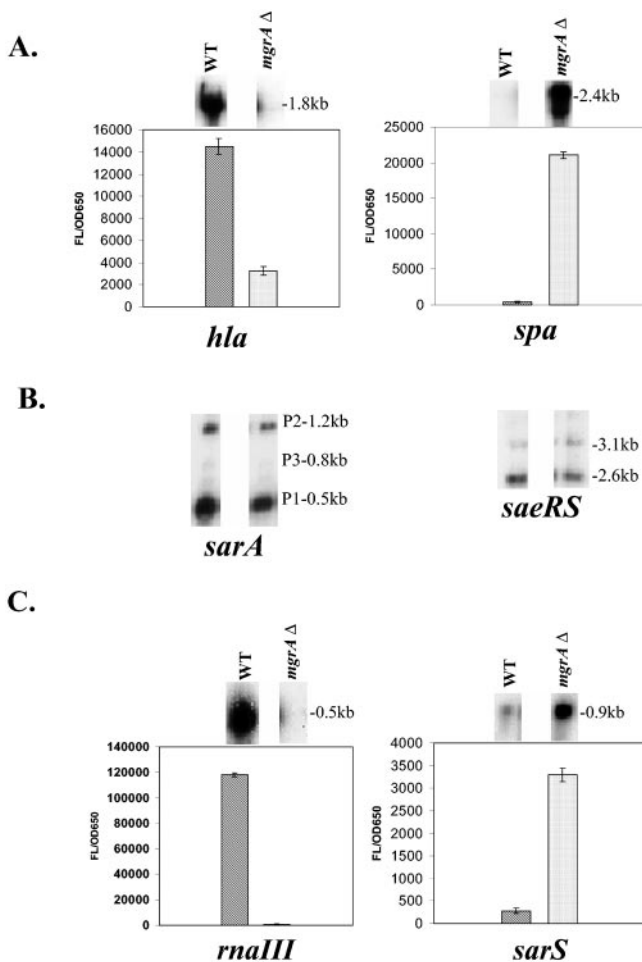 A.
WT
mgrA Δ
-1.8kb
FL/OD650
16000
14000
12000
10000
8000
6000
4000
2000
0
hla
WT
mgrA Δ
-2.4kb
FL/OD650
25000
20000
15000
10000
5000
0
spa
B.
P2-1.2kb
P3-0.8kb
P1-0.5kb
sarA
-3.1kb
-2.6kb
saeRS
C.
WT
mgrA Δ
-0.5kb
FL/OD650
140000
120000
100000
80000
60000
40000
20000
0
rnaIII
WT
mgrA Δ
-0.9kb
FL/OD650
4000
3500
3000
2500
2000
1500
1000
500
0
sarS